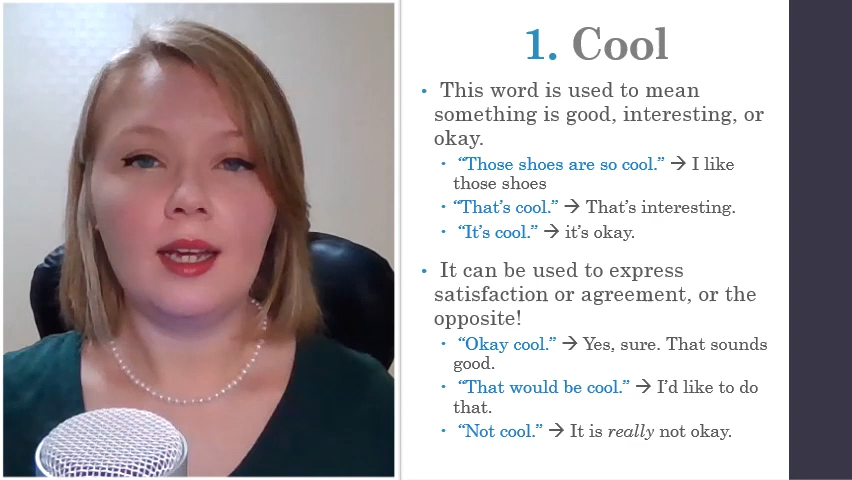 1. Cool
• This word is used to mean
something is good, interesting, or
okay.
• “Those shoes are so cool.” → I like
those shoes
• “That’s cool.” → That’s interesting.
• “It’s cool.” → it’s okay.
• It can be used to express
satisfaction or agreement, or the
opposite!
• “Okay cool.” → Yes, sure. That sounds
good.
• “That would be cool.” → I’d like to do
that.
• “Not cool.” → It is really not okay.